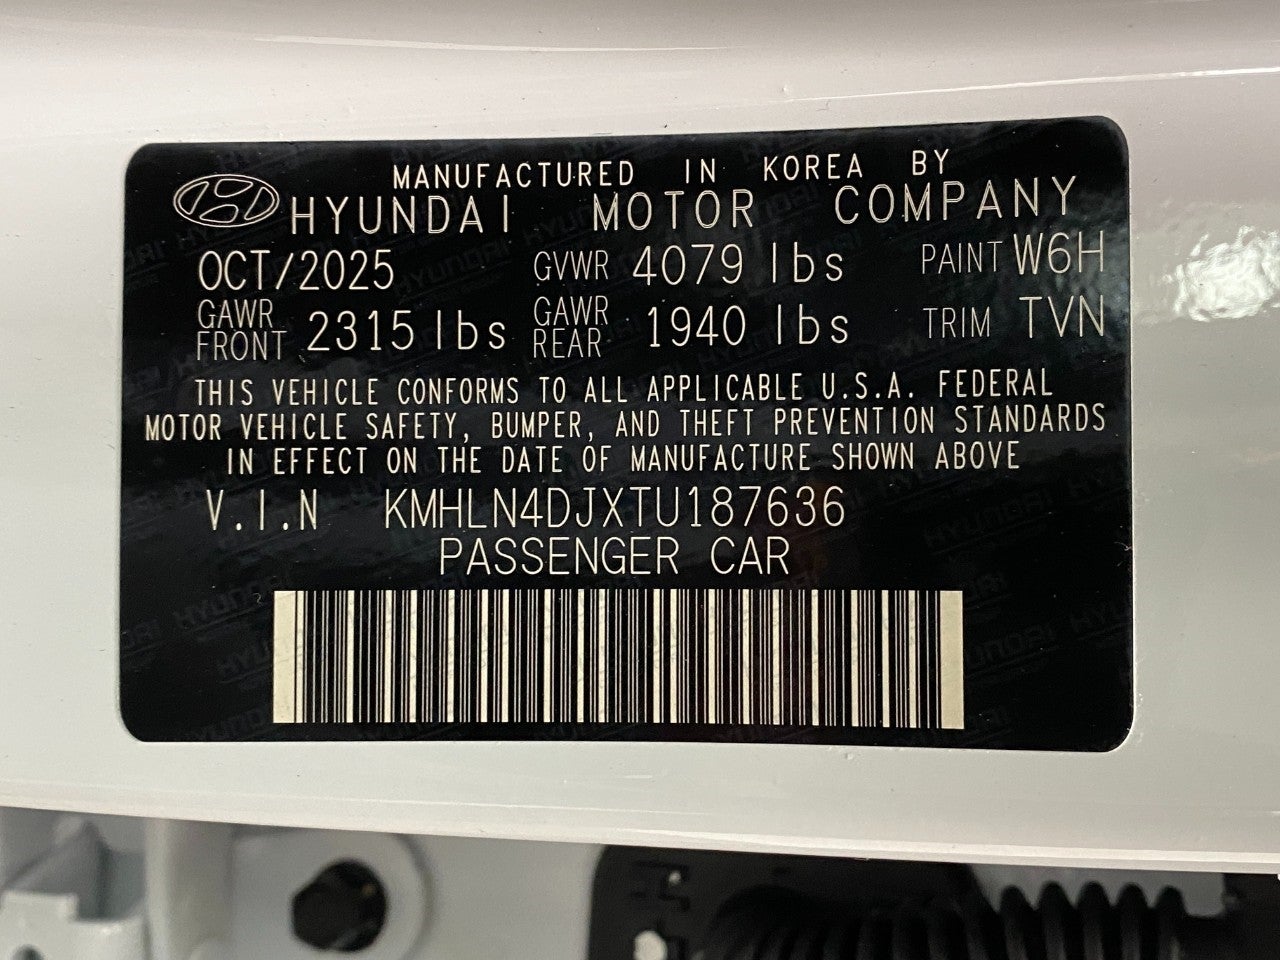 MANUFACTURED IN KOREA BY
HYUNDAI MOTOR COMPANY
OCT/2025 GVWR 4079 lbs PAINT W6H
GAWR FRONT 2315 lbs GAWR REAR 1940 lbs TRIM TVN
THIS VEHICLE CONFORMS TO ALL APPLICABLE U.S.A. FEDERAL
MOTOR VEHICLE SAFETY, BUMPER, AND THEFT PREVENTION STANDARDS
IN EFFECT ON THE DATE OF MANUFACTURE SHOWN ABOVE
V.I.N KMHLN4DJXTU187636
PASSENGER CAR